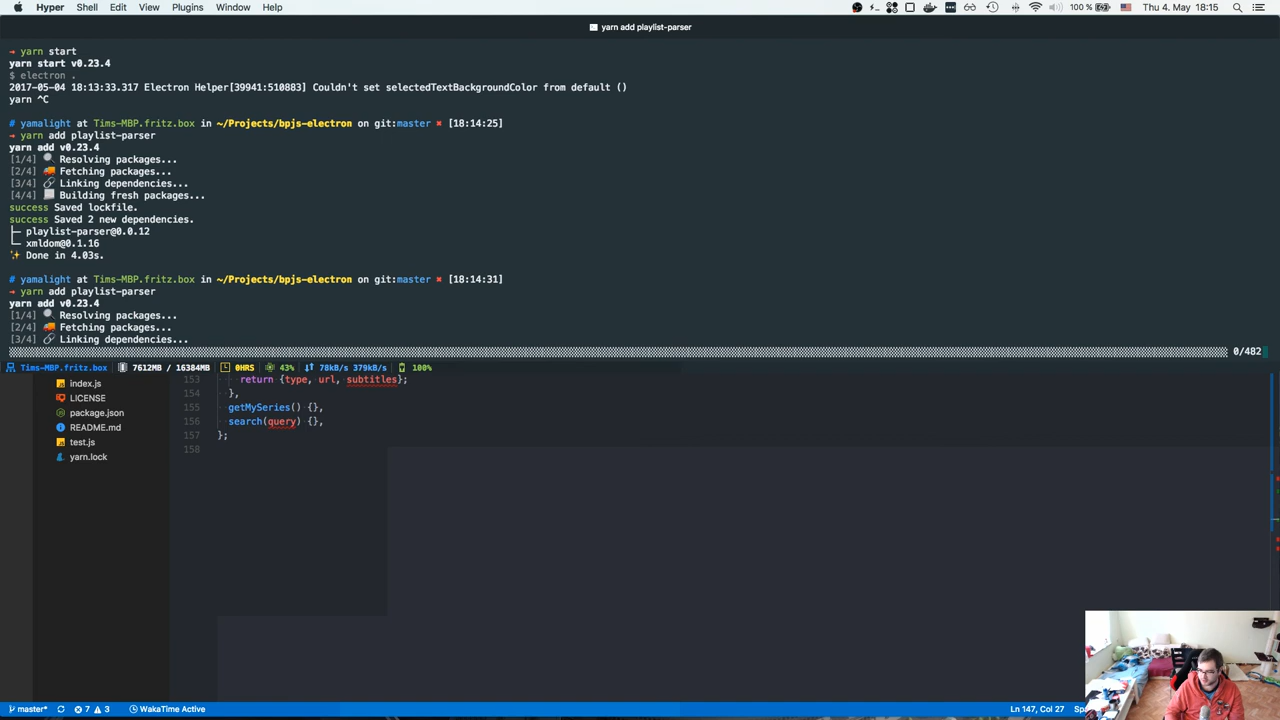 Hyper Shell Edit View Plugins Window Help 100 % Thu 4. May 18:15
yarn add playlist-parser
→ yarn start
yarn start v0.23.4
$ electron .
2017-05-04 18:13:33.317 Electron Helper[39941:510883] Couldn't set selectedTextBackgroundColor from default ()
yarn ^C
# yamalight at Tims-MBP.fritz.box in ~/Projects/bpjs-electron on git:master ✖ [18:14:25]
→ yarn add playlist-parser
yarn add v0.23.4
[1/4] 🔍 Resolving packages...
[2/4] 🚚 Fetching packages...
[3/4] 🔗 Linking dependencies...
[4/4] 📃 Building fresh packages...
success Saved lockfile.
success Saved 2 new dependencies.
├─ playlist-parser@0.0.12
└─ xmldom@0.1.16
✨ Done in 4.03s.
# yamalight at Tims-MBP.fritz.box in ~/Projects/bpjs-electron on git:master ✖ [18:14:31]
→ yarn add playlist-parser
yarn add v0.23.4
[1/4] 🔍 Resolving packages...
[2/4] 🚚 Fetching packages...
[3/4] 🔗 Linking dependencies...
0/482
Tims-MBP.fritz.box 7612MB / 16384MB 0HRS 43% 78kB/s 379kB/s 100%
index.js
LICENSE
package.json
README.md
test.js
yarn.lock
153 return {type, url, subtitles};
154 },
155 getMySeries() {},
156 search(query) {},
157 };
158
master* 7 3 WakaTime Active Ln 147, Col 27